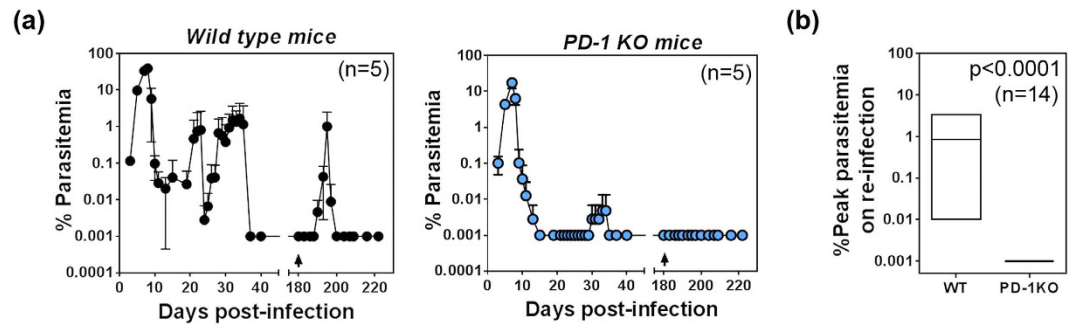 (a)
Wild type mice
(n=5)
% Parasitemia
100
10
1
0.1
0.01
0.001
0.0001
0 10 20 30 40 180 200 220
Days post-infection
PD-1 KO mice
(n=5)
% Parasitemia
100
10
1
0.1
0.01
0.001
0.0001
0 10 20 30 40 180 200 220
Days post-infection
(b)
%Peak parasitemia
on re-infection
p<0.0001
(n=14)
100
10
1
0.1
0.01
0.001
WT PD-1KO